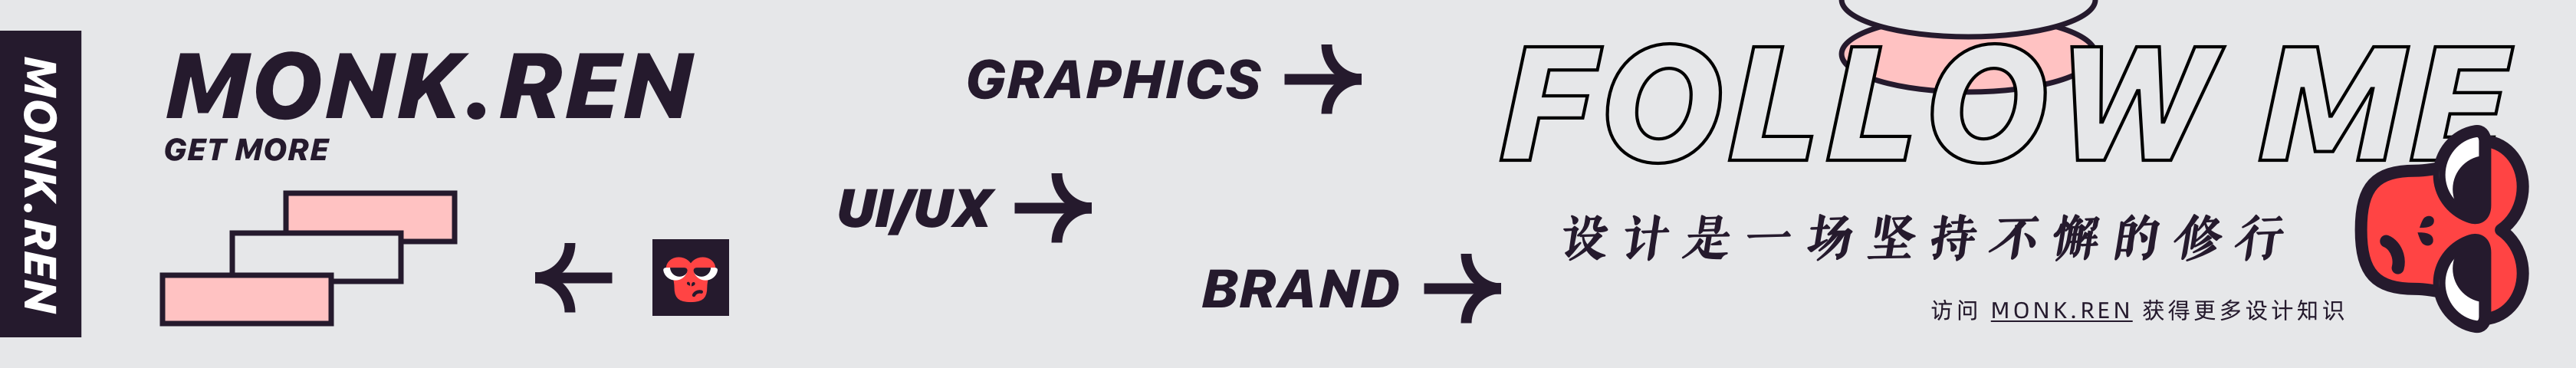 MONK.REN
MONK.REN
GET MORE
GRAPHICS
UI/UX
BRAND
FOLLOW ME
设计是一场坚持不懈的修行
访问 MONK.REN 获得更多设计知识